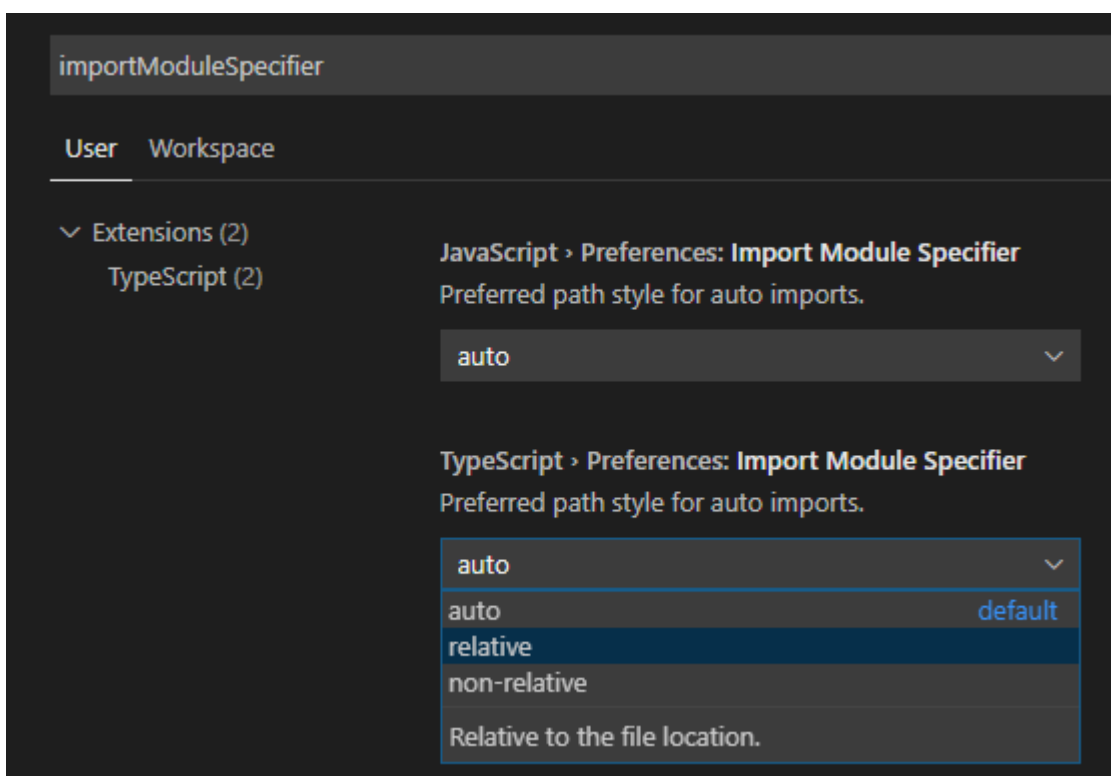 importModuleSpecifier
User Workspace
Extensions (2)
TypeScript (2)
JavaScript › Preferences: Import Module Specifier
Preferred path style for auto imports.
auto
TypeScript › Preferences: Import Module Specifier
Preferred path style for auto imports.
auto
auto default
relative
non-relative
Relative to the file location.